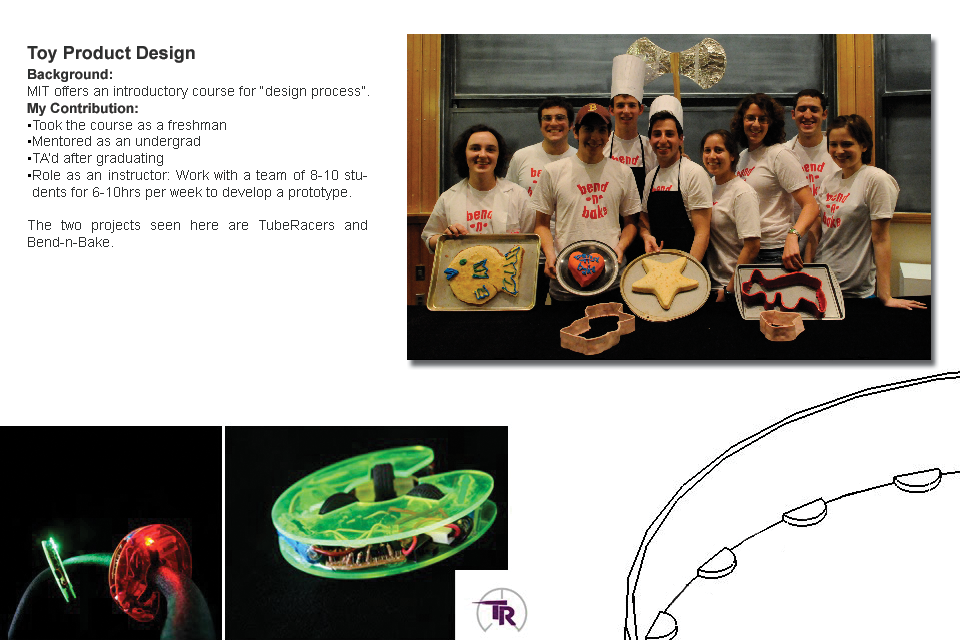 Toy Product Design
Background:
MIT offers an introductory course for "design process".
My Contribution:
•Took the course as a freshman
•Mentored as an undergrad
•TA'd after graduating
•Role as an instructor: Work with a team of 8-10 stu-
dents for 6-10hrs per week to develop a prototype.
The two projects seen here are TubeRacers and
Bend-n-Bake.
bend
-n-
bake
bend
-n-
bake
bend
bend
bend
-n-
bake
TR